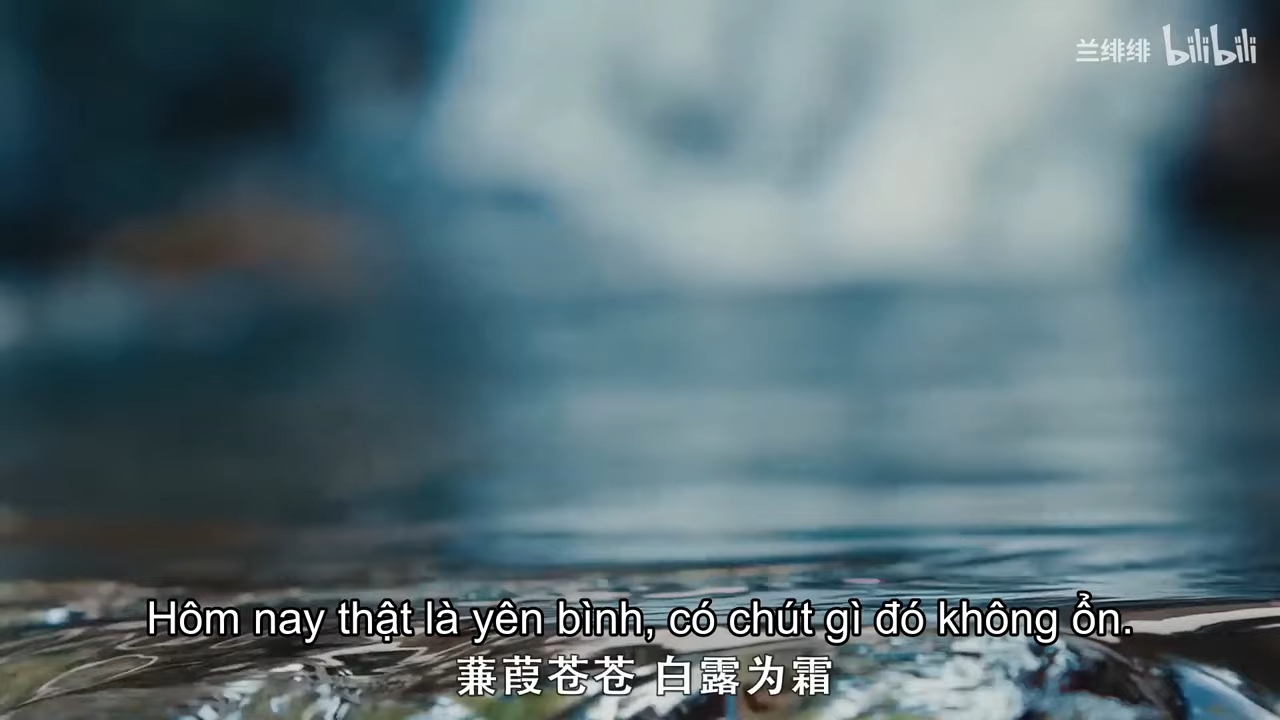 兰绯绯 bilibili
Hôm nay thật là yên bình, có chút gì đó không ổn.
蒹葭苍苍 白露为霜